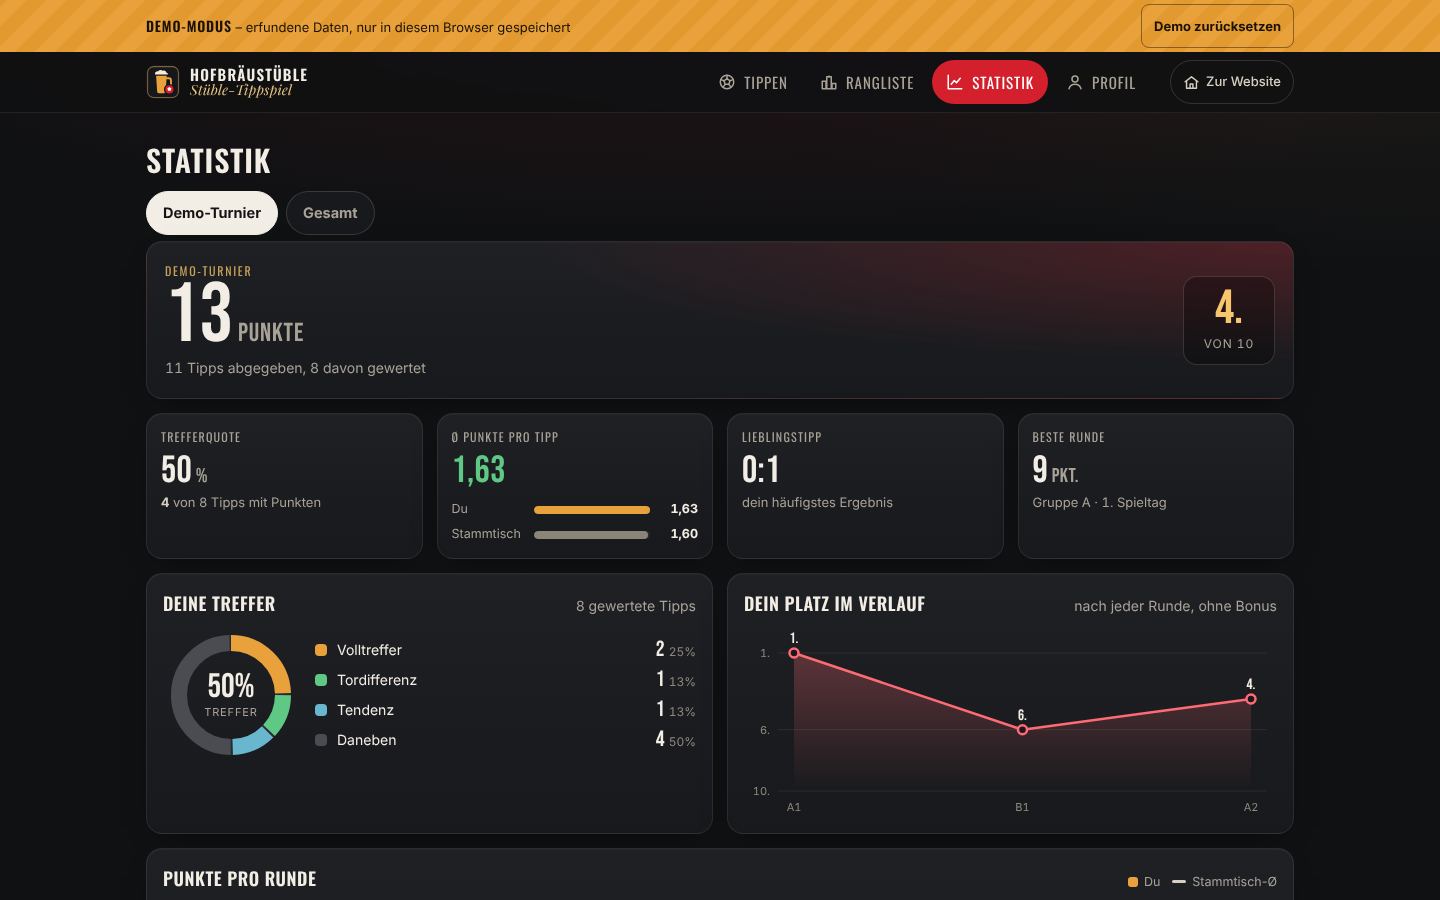 DEMO-MODUS – erfundene Daten, nur in diesem Browser gespeichert
Demo zurücksetzen
HOFBRÄUSTÜBLE
Stüble-Tippspiel
TIPPEN
RANGLISTE
STATISTIK
PROFIL
Zur Website
STATISTIK
Demo-Turnier
Gesamt
DEMO-TURNIER
13 PUNKTE
11 Tipps abgegeben, 8 davon gewertet
4.
VON 10
TREFFERQUOTE
50 %
4 von 8 Tipps mit Punkten
Ø PUNKTE PRO TIPP
1,63
Du 1,63
Stammtisch 1,60
LIEBLINGSTIPP
0:1
dein häufigstes Ergebnis
BESTE RUNDE
9 PKT.
Gruppe A · 1. Spieltag
DEINE TREFFER
8 gewertete Tipps
50%
TREFFER
Volltreffer 2 25%
Tordifferenz 1 13%
Tendenz 1 13%
Daneben 4 50%
DEIN PLATZ IM VERLAUF
nach jeder Runde, ohne Bonus
1.
1.
4.
6.
6.
10.
A1 B1 A2
PUNKTE PRO RUNDE
Du
Stammtisch-Ø